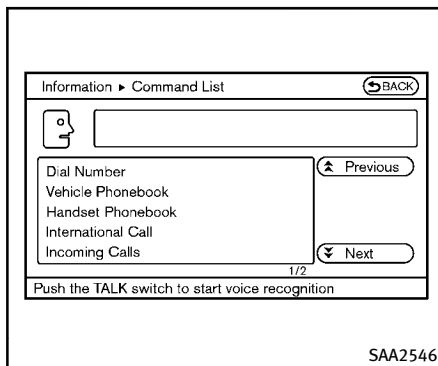 Information ▸ Command List
BACK
Dial Number
Previous
Vehicle Phonebook
Handset Phonebook
International Call
Incoming Calls
Next
1/2
Push the TALK switch to start voice recognition
SAA2546